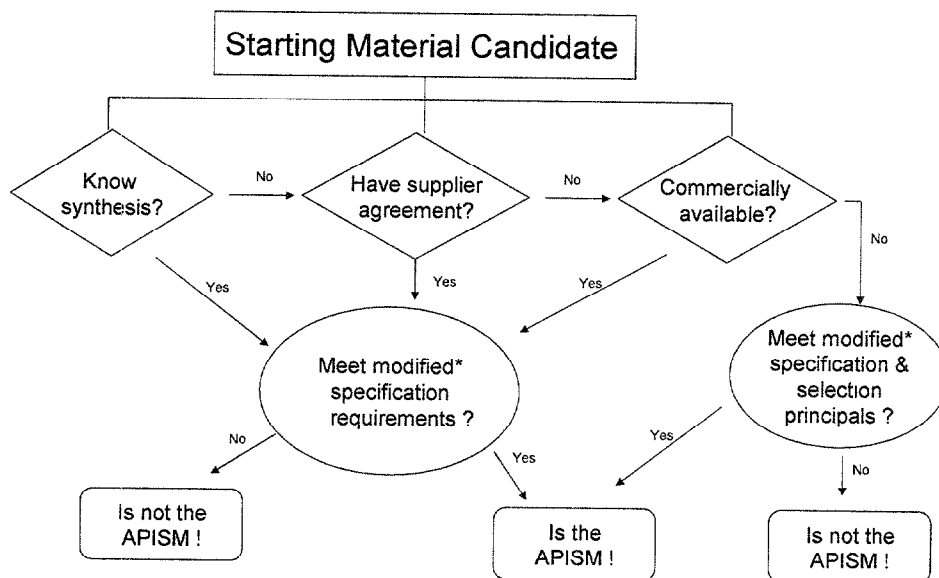 Starting Material Candidate
Know
synthesis?
No
Have supplier
agreement?
No
Commercially
available?
No
Yes
Yes
Yes
Meet modified*
specification
requirements ?
Meet modified*
specification &
selection
principals ?
No
Yes
Yes
No
Is not the
APISM !
Is the
APISM !
Is not the
APISM !